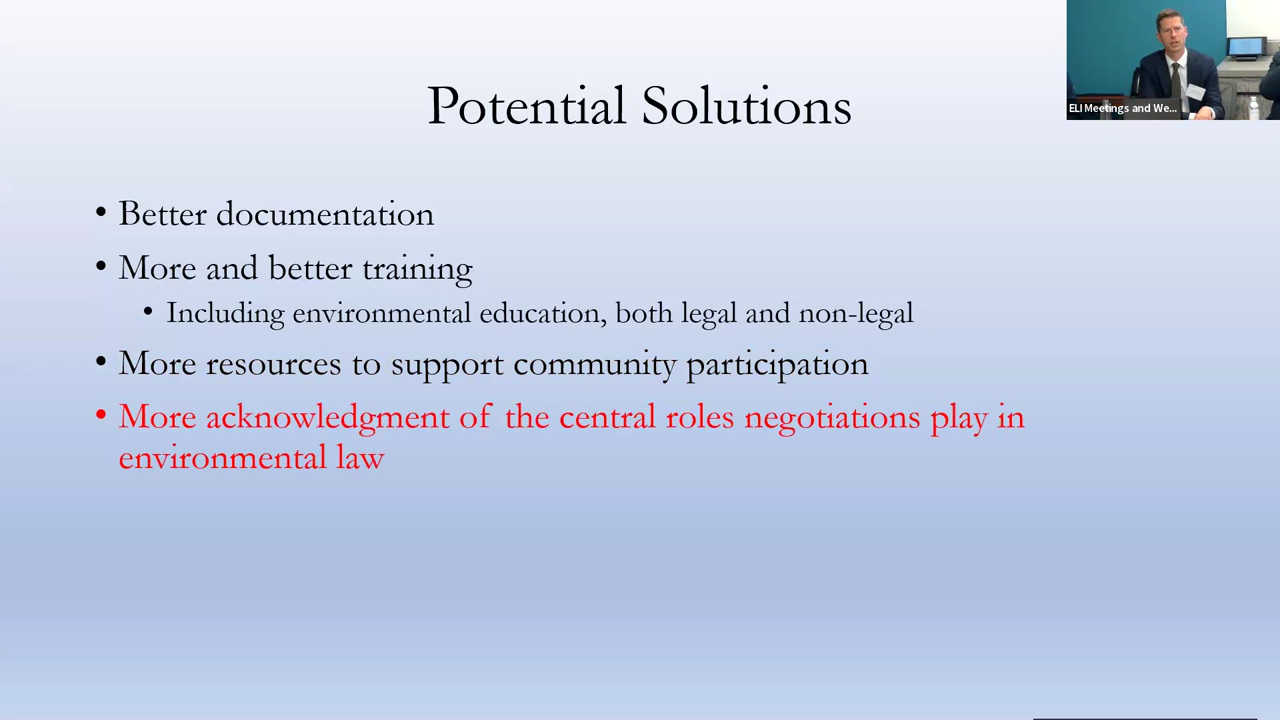 Potential Solutions
ELI Meetings and We...
• Better documentation
• More and better training
• Including environmental education, both legal and non-legal
• More resources to support community participation
• More acknowledgment of the central roles negotiations play in
environmental law